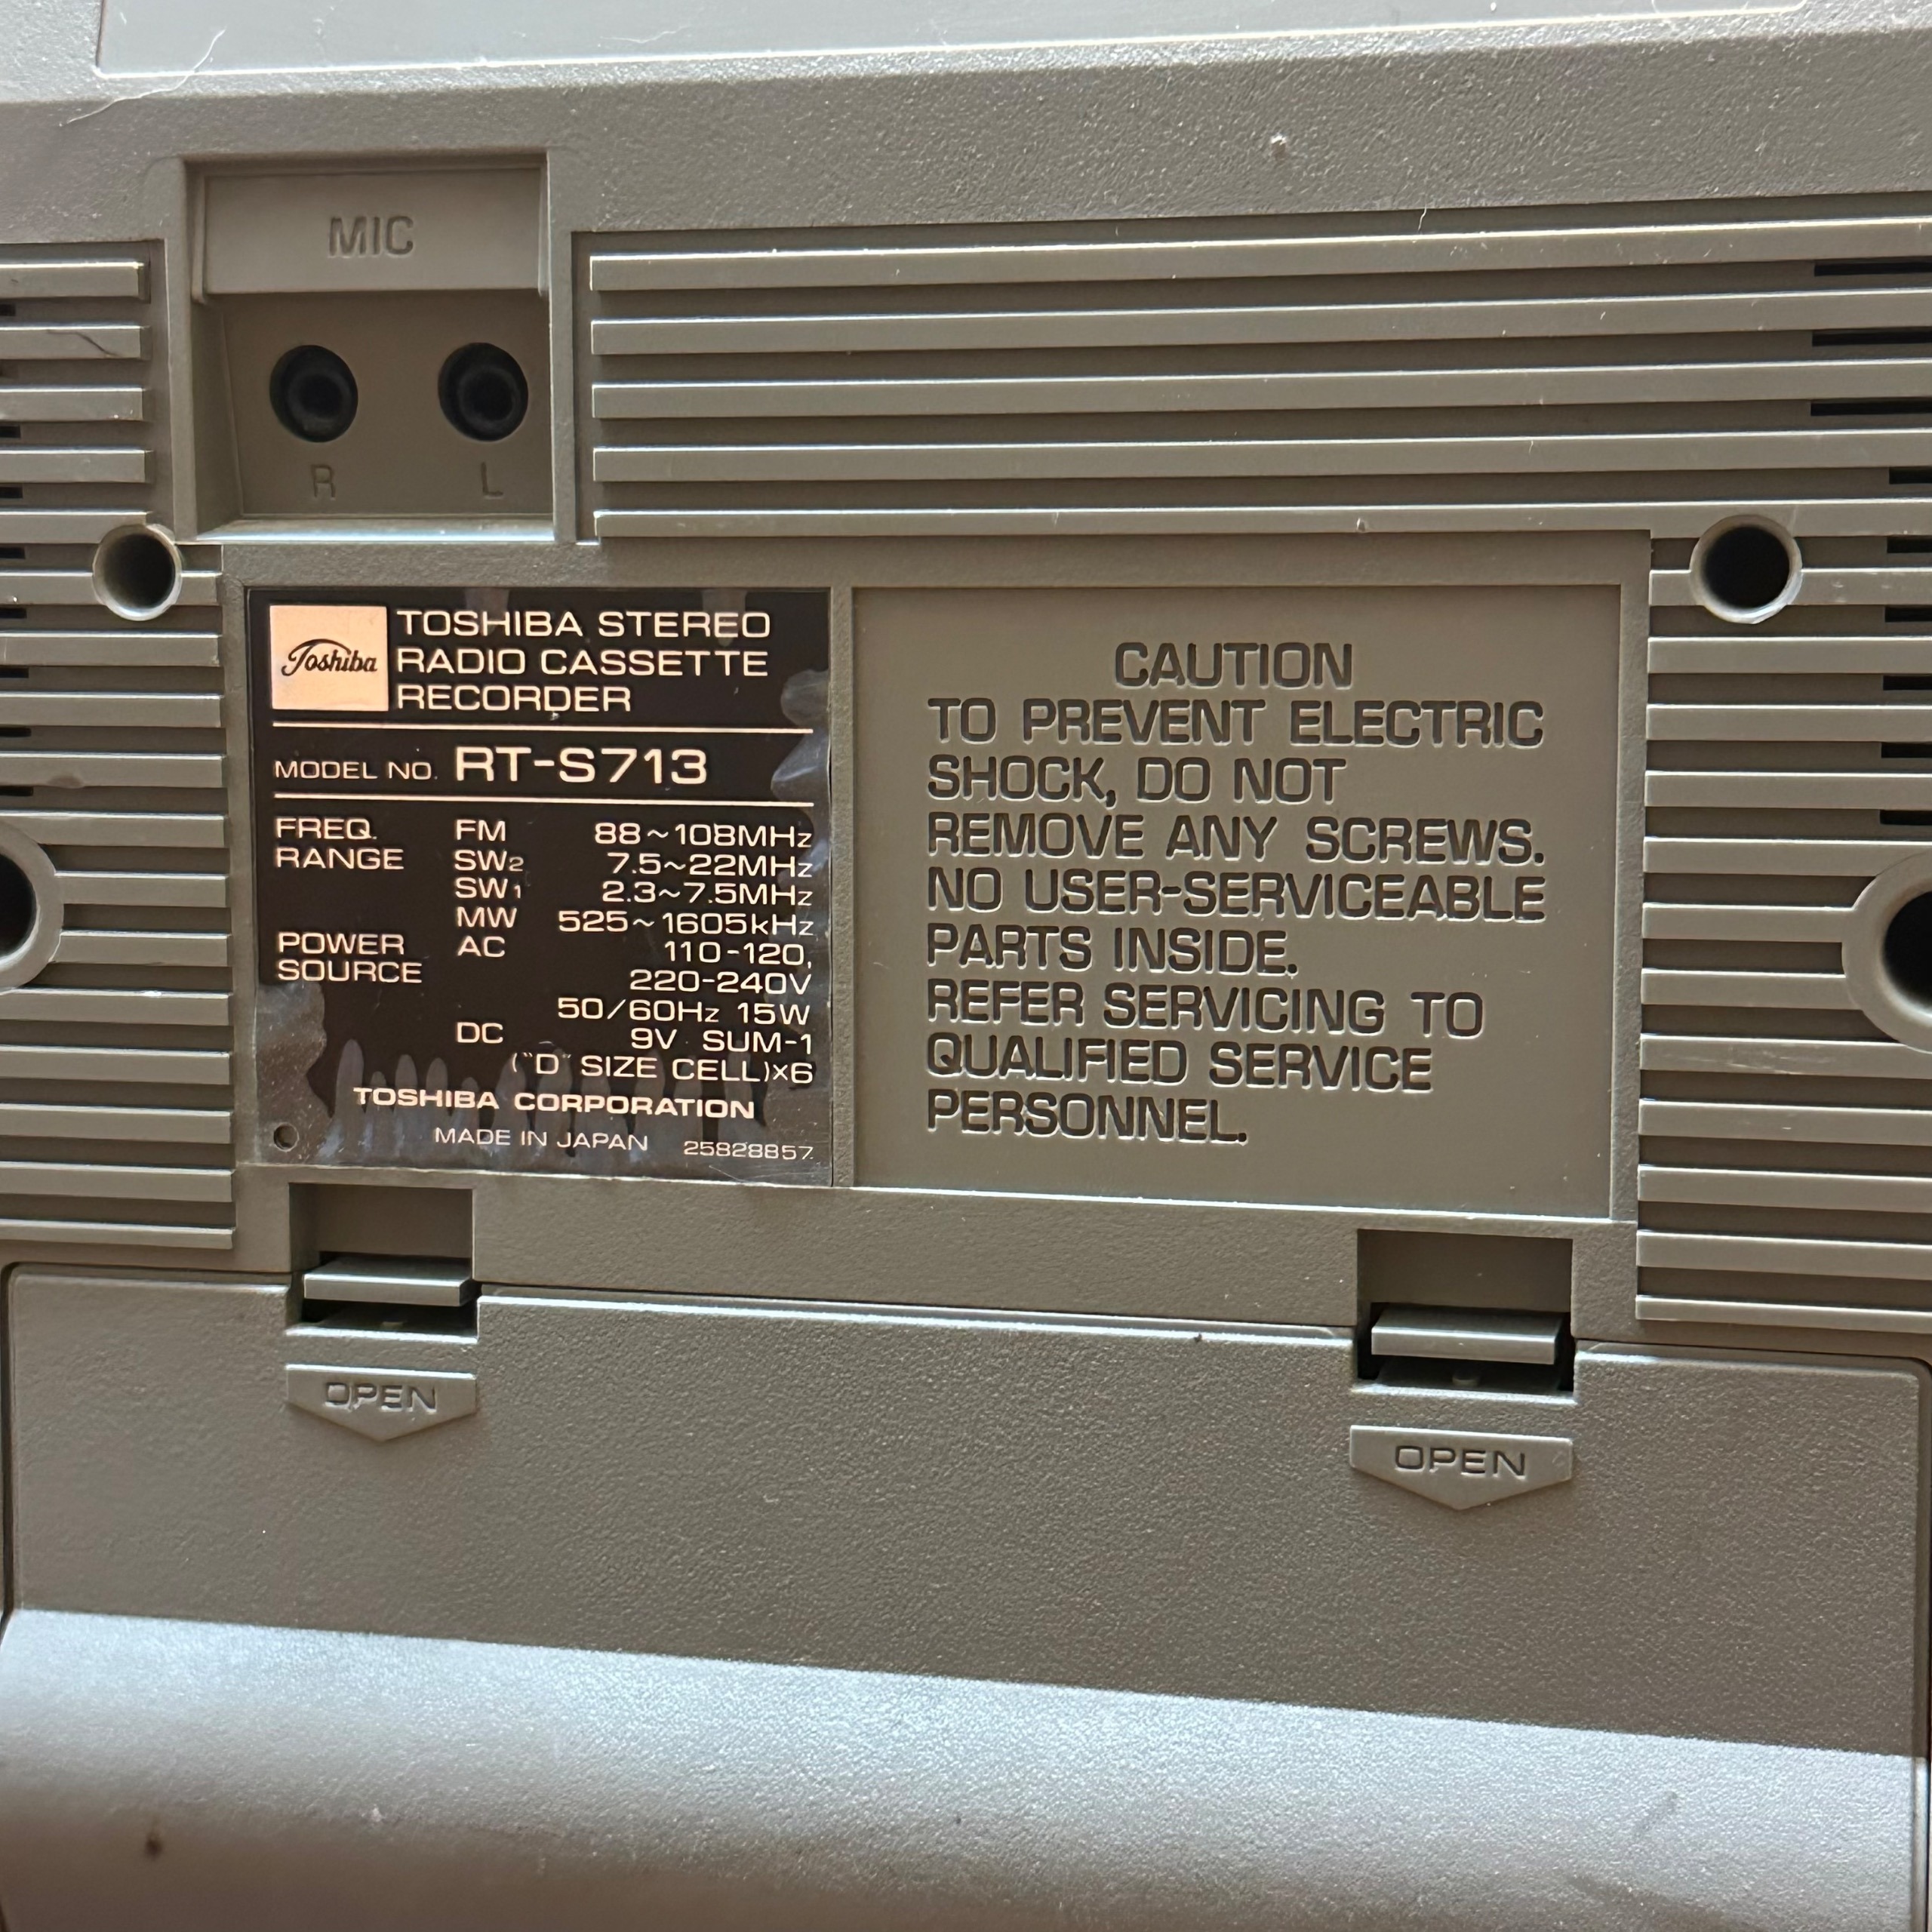 MIC
R L
Toshiba
TOSHIBA STEREO
RADIO CASSETTE
RECORDER
MODEL NO. RT-S713
FREQ. FM 88~108MHz
RANGE SW2 7.5~22MHz
SW1 2.3~7.5MHz
MW 525~1605kHz
POWER AC 110-120,
SOURCE 220-240V
50/60Hz 15W
DC 9V SUM-1
("D" SIZE CELL)×6
TOSHIBA CORPORATION
MADE IN JAPAN 25828857
CAUTION
TO PREVENT ELECTRIC
SHOCK, DO NOT
REMOVE ANY SCREWS.
NO USER-SERVICEABLE
PARTS INSIDE.
REFER SERVICING TO
QUALIFIED SERVICE
PERSONNEL.
OPEN
OPEN